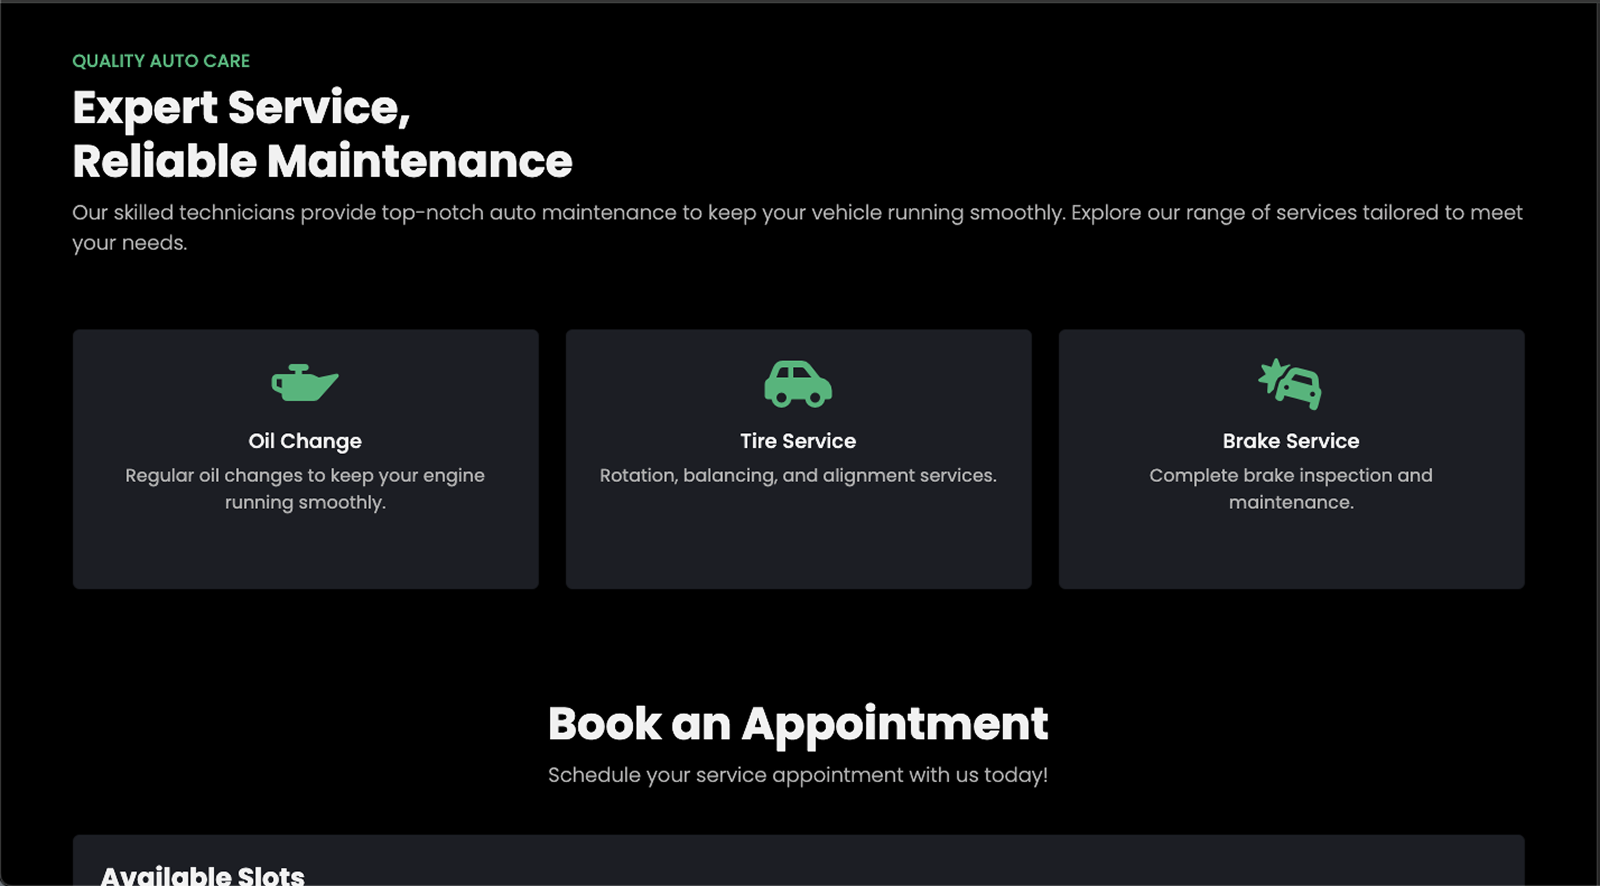 QUALITY AUTO CARE
Expert Service,
Reliable Maintenance
Our skilled technicians provide top-notch auto maintenance to keep your vehicle running smoothly. Explore our range of services tailored to meet
your needs.
Oil Change
Regular oil changes to keep your engine
running smoothly.
Tire Service
Rotation, balancing, and alignment services.
Brake Service
Complete brake inspection and
maintenance.
Book an Appointment
Schedule your service appointment with us today!
Available Slots